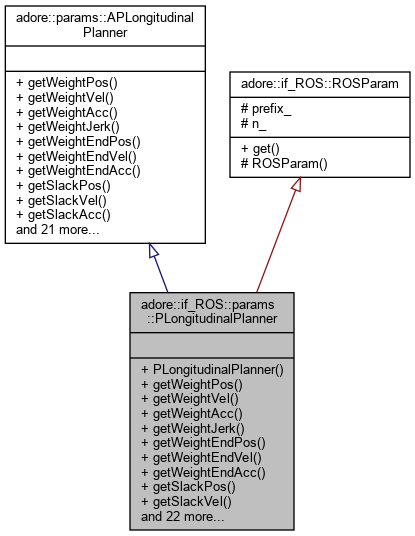 adore::params::APLongitudinal
Planner
+ getWeightPos()
+ getWeightVel()
+ getWeightAcc()
+ getWeightJerk()
+ getWeightEndPos()
+ getWeightEndVel()
+ getWeightEndAcc()
+ getSlackPos()
+ getSlackVel()
+ getSlackAcc()
and 21 more...
adore::if_ROS::ROSParam
# prefix_
# n_
+ get()
# ROSParam()
adore::if_ROS::params
::PLongitudinalPlanner
+ PLongitudinalPlanner()
+ getWeightPos()
+ getWeightVel()
+ getWeightAcc()
+ getWeightJerk()
+ getWeightEndPos()
+ getWeightEndVel()
+ getWeightEndAcc()
+ getSlackPos()
+ getSlackVel()
and 22 more...